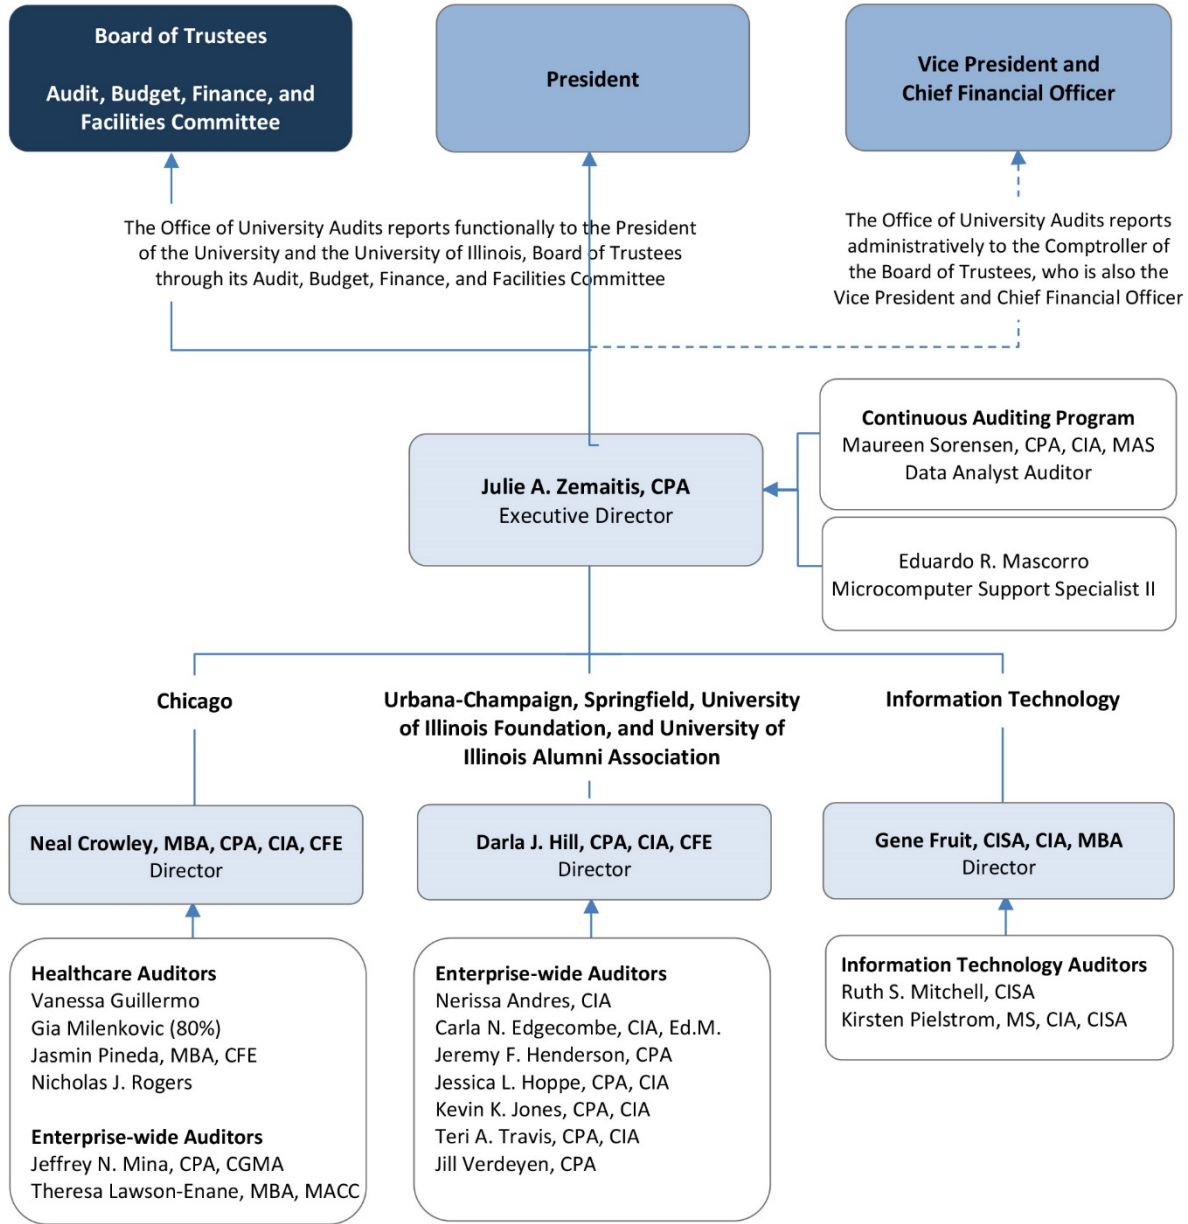 Board of Trustees
Audit, Budget, Finance, and
Facilities Committee
President
Vice President and
Chief Financial Officer
The Office of University Audits reports functionally to the President
of the University and the University of Illinois, Board of Trustees
through its Audit, Budget, Finance, and Facilities Committee
The Office of University Audits reports
administratively to the Comptroller of
the Board of Trustees, who is also the
Vice President and Chief Financial Officer
Continuous Auditing Program
Maureen Sorensen, CPA, CIA, MAS
Data Analyst Auditor
Julie A. Zemaitis, CPA
Executive Director
Eduardo R. Mascorro
Microcomputer Support Specialist II
Chicago
Urbana-Champaign, Springfield, University
of Illinois Foundation, and University of
Illinois Alumni Association
Information Technology
Neal Crowley, MBA, CPA, CIA, CFE
Director
Darla J. Hill, CPA, CIA, CFE
Director
Gene Fruit, CISA, CIA, MBA
Director
Healthcare Auditors
Vanessa Guillermo
Gia Milenkovic (80%)
Jasmin Pineda, MBA, CFE
Nicholas J. Rogers
Enterprise-wide Auditors
Jeffrey N. Mina, CPA, CGMA
Theresa Lawson-Enane, MBA, MACC
Enterprise-wide Auditors
Nerissa Andres, CIA
Carla N. Edgecombe, CIA, Ed.M.
Jeremy F. Henderson, CPA
Jessica L. Hoppe, CPA, CIA
Kevin K. Jones, CPA, CIA
Teri A. Travis, CPA, CIA
Jill Verdeyen, CPA
Information Technology Auditors
Ruth S. Mitchell, CISA
Kirsten Pielstrom, MS, CIA, CISA